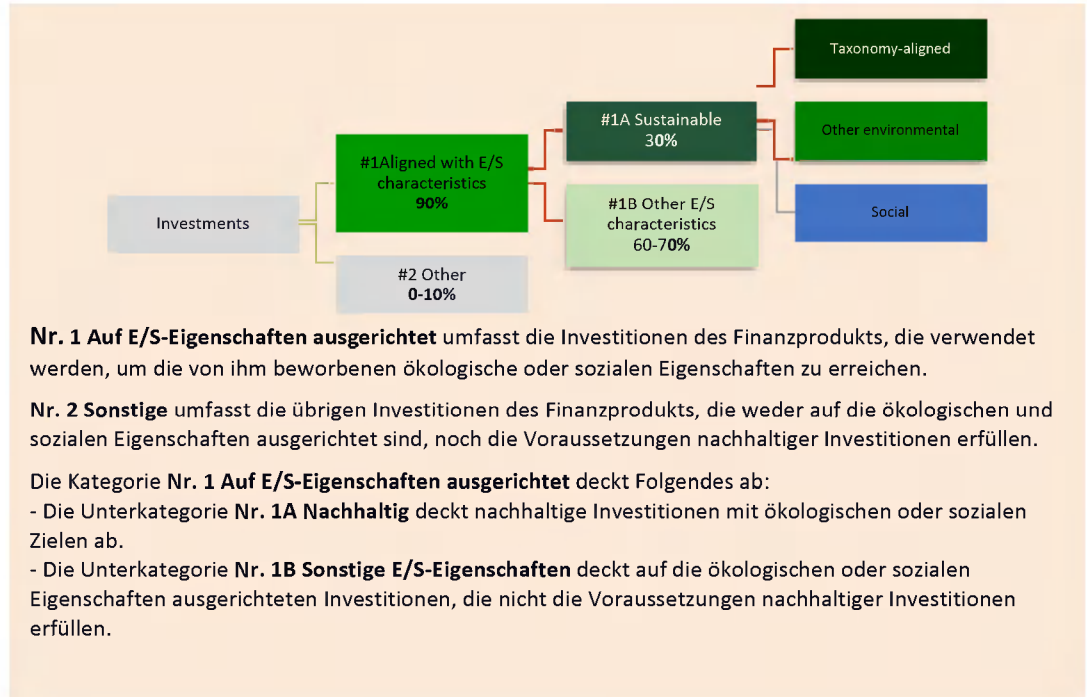 Taxonomy-aligned
#1A Sustainable
30%
Other environmental
#1Aligned with E/S
characteristics
90%
#1B Other E/S
characteristics
60-70%
Social
Investments
#2 Other
0-10%
Nr. 1 Auf E/S-Eigenschaften ausgerichtet umfasst die Investitionen des Finanzprodukts, die verwendet
werden, um die von ihm beworbenen ökologische oder sozialen Eigenschaften zu erreichen.
Nr. 2 Sonstige umfasst die übrigen Investitionen des Finanzprodukts, die weder auf die ökologischen und
sozialen Eigenschaften ausgerichtet sind, noch die Voraussetzungen nachhaltiger Investitionen erfüllen.
Die Kategorie Nr. 1 Auf E/S-Eigenschaften ausgerichtet deckt Folgendes ab:
- Die Unterkategorie Nr. 1A Nachhaltig deckt nachhaltige Investitionen mit ökologischen oder sozialen
Zielen ab.
- Die Unterkategorie Nr. 1B Sonstige E/S-Eigenschaften deckt auf die ökologischen oder sozialen
Eigenschaften ausgerichteten Investitionen, die nicht die Voraussetzungen nachhaltiger Investitionen
erfüllen.